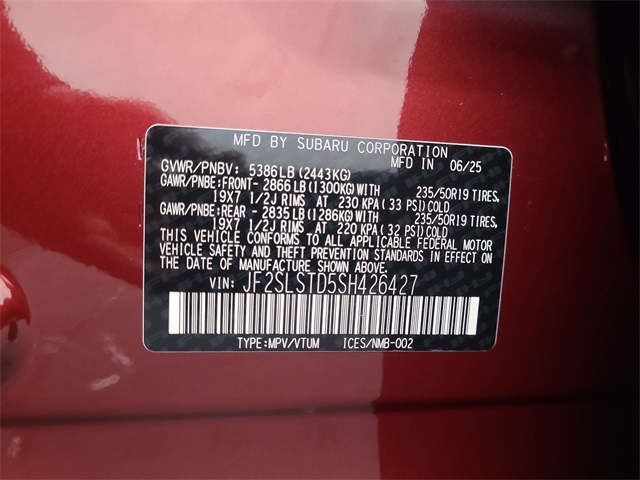 MFD BY SUBARU CORPORATION
GVWR/PNBV: 5386LB(2443KG) MFD IN 06/25
GAWR/PNBE:FRONT- 2866LB(1300KG)WITH 235/50R19 TIRES,
19X7 1/2J RIMS AT 230 KPA( 33 PSI)COLD
GAWR/PNBE:REAR - 2835LB(1286KG)WITH 235/50R19 TIRES,
19X7 1/2J RIMS AT 220 KPA( 32 PSI)COLD
THIS VEHICLE CONFORMS TO ALL APPLICABLE FEDERAL MOTOR
VEHICLE SAFETY AND THEFT PREVENTION STANDARDS IN EFFECT
ON THE DATE OF MANUFACTURE SHOWN ABOVE.
VIN: JF2SLSTD5SH426427
TYPE:MPV/VTUM ICES/NMB-002